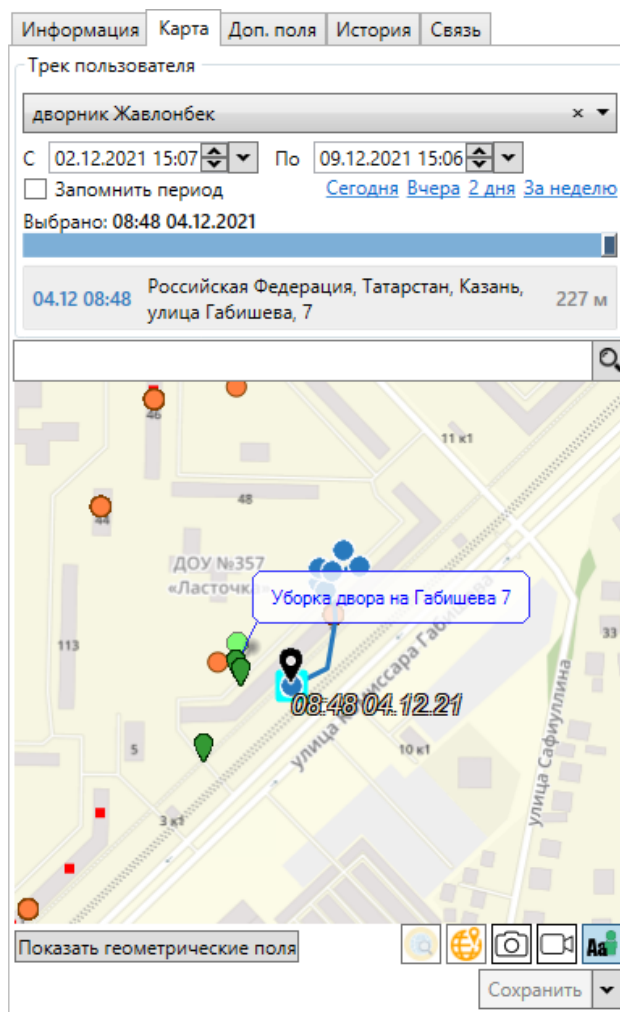 Информация Карта Доп. поля История Связь
Трек пользователя
дворник Жавлонбек
С 02.12.2021 15:07 По 09.12.2021 15:06
Запомнить период Сегодня Вчера 2 дня За неделю
Выбрано: 08:48 04.12.2021
04.12 08:48 Российская Федерация, Татарстан, Казань, 227 м
улица Габишева, 7
46
11 к1
48
44
ДОУ №357
«Ласточка»
Уборка двора на Габишева 7
113
33
08:48 04.12.21
улица Комиссара Габишева
улица Сафиуллина
5
10 к1
3 к1
Показать геометрические поля
Aa
Сохранить